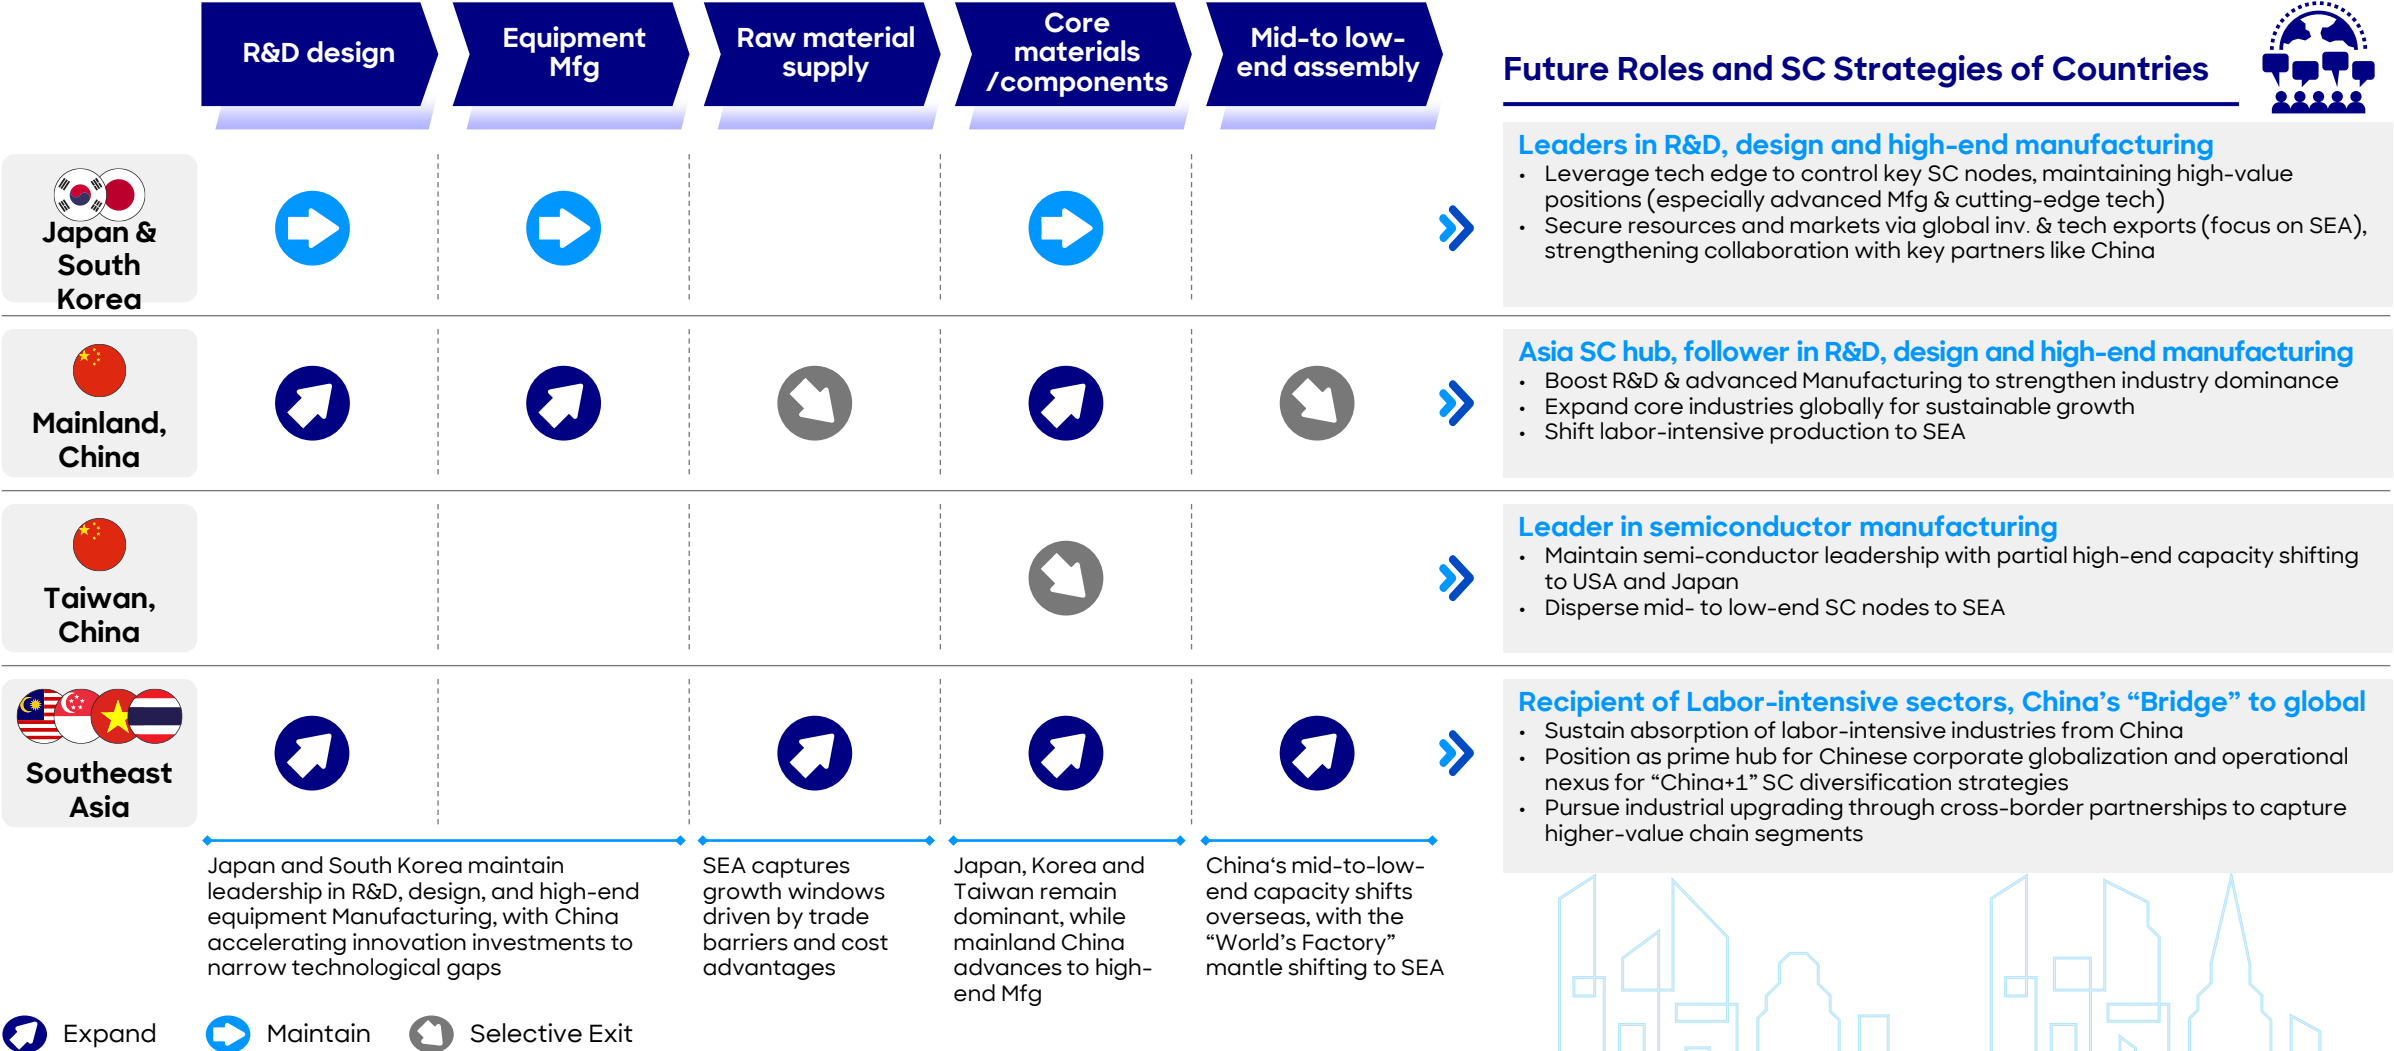 R&D design
Equipment
Mfg
Raw material
supply
Core
materials
/components
Mid-to low-
end assembly
Future Roles and SC Strategies of Countries
Japan &
South
Korea
Leaders in R&D, design and high-end manufacturing
• Leverage tech edge to control key SC nodes, maintaining high-value
positions (especially advanced Mfg & cutting-edge tech)
• Secure resources and markets via global inv. & tech exports (focus on SEA),
strengthening collaboration with key partners like China
Mainland,
China
Asia SC hub, follower in R&D, design and high-end manufacturing
• Boost R&D & advanced Manufacturing to strengthen industry dominance
• Expand core industries globally for sustainable growth
• Shift labor-intensive production to SEA
Taiwan,
China
Leader in semiconductor manufacturing
• Maintain semi-conductor leadership with partial high-end capacity shifting
to USA and Japan
• Disperse mid- to low-end SC nodes to SEA
Southeast
Asia
Recipient of Labor-intensive sectors, China’s “Bridge” to global
• Sustain absorption of labor-intensive industries from China
• Position as prime hub for Chinese corporate globalization and operational
nexus for “China+1” SC diversification strategies
• Pursue industrial upgrading through cross-border partnerships to capture
higher-value chain segments
Japan and South Korea maintain
leadership in R&D, design, and high-end
equipment Manufacturing, with China
accelerating innovation investments to
narrow technological gaps
SEA captures
growth windows
driven by trade
barriers and cost
advantages
Japan, Korea and
Taiwan remain
dominant, while
mainland China
advances to high-
end Mfg
China‘s mid-to-low-
end capacity shifts
overseas, with the
“World’s Factory”
mantle shifting to SEA
Expand
Maintain
Selective Exit